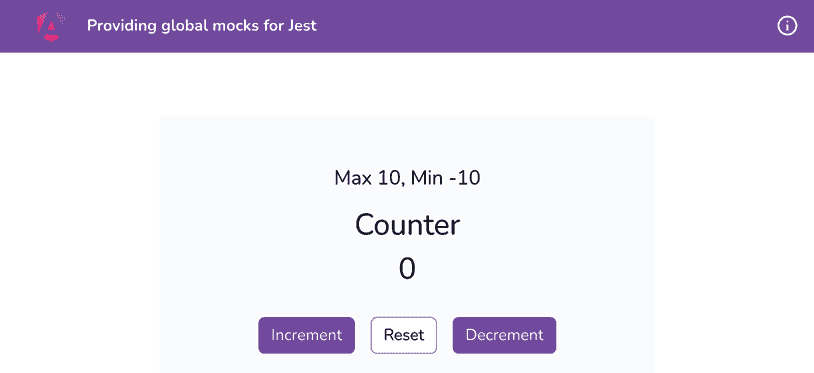 Providing global mocks for Jest
Max 10, Min -10
Counter
0
Increment Reset Decrement